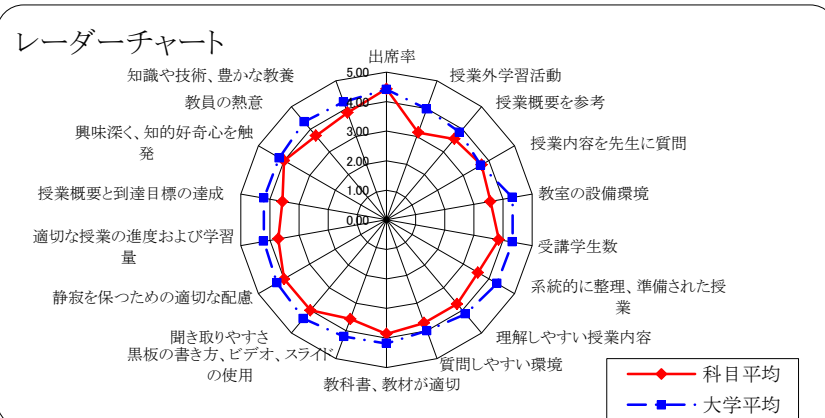 レーダーチャート
出席率
授業外学習活動
授業概要を参考
授業内容を先生に質問
教室の設備環境
受講学生数
系統的に整理、準備された授
業
理解しやすい授業内容
質問しやすい環境
教科書、教材が適切
黒板の書き方、ビデオ、スライド
の使用
聞き取りやすさ
静寂を保つための適切な配慮
適切な授業の進度および学習
量
授業概要と到達目標の達成
興味深く、知的好奇心を触
発
教員の熱意
知識や技術、豊かな教養
5.00
4.00
3.00
2.00
1.00
0.00
科目平均
大学平均